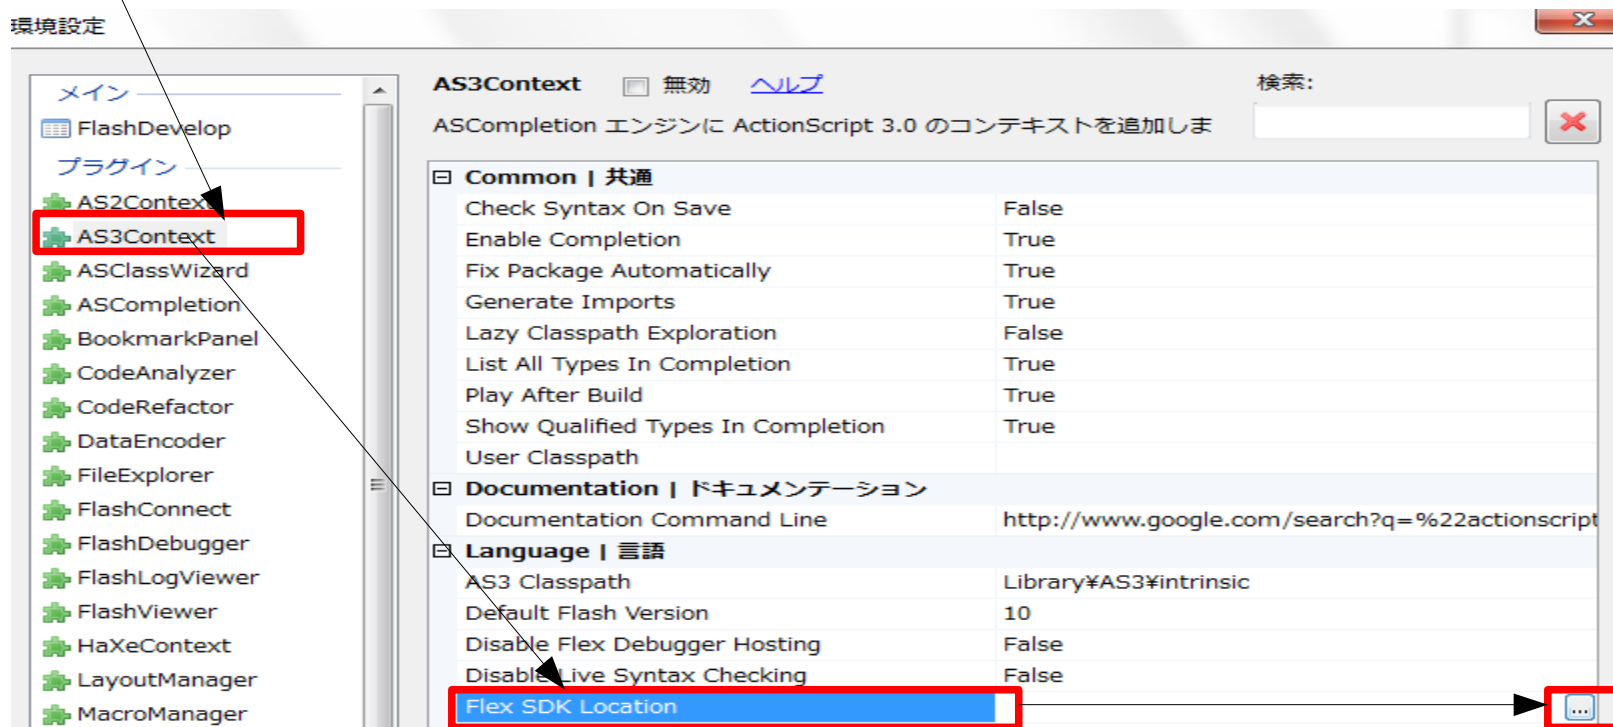 環境設定
メイン
FlashDevelop
プラグイン
AS2Context
AS3Context
ASClassWizard
ASCompletion
BookmarkPanel
CodeAnalyzer
CodeRefactor
DataEncoder
FileExplorer
FlashConnect
FlashDebugger
FlashLogViewer
FlashViewer
HaXeContext
LayoutManager
MacroManager
AS3Context 無効 ヘルプ 検索:
ASCompletion エンジンに ActionScript 3.0 のコンテキストを追加しま
Common | 共通
Check Syntax On Save False
Enable Completion True
Fix Package Automatically True
Generate Imports True
Lazy Classpath Exploration False
List All Types In Completion True
Play After Build True
Show Qualified Types In Completion True
User Classpath
Documentation | ドキュメンテーション
Documentation Command Line http://www.google.com/search?q=%22actionscript
Language | 言語
AS3 Classpath Library¥AS3¥intrinsic
Default Flash Version 10
Disable Flex Debugger Hosting False
Disable Live Syntax Checking False
Flex SDK Location ...